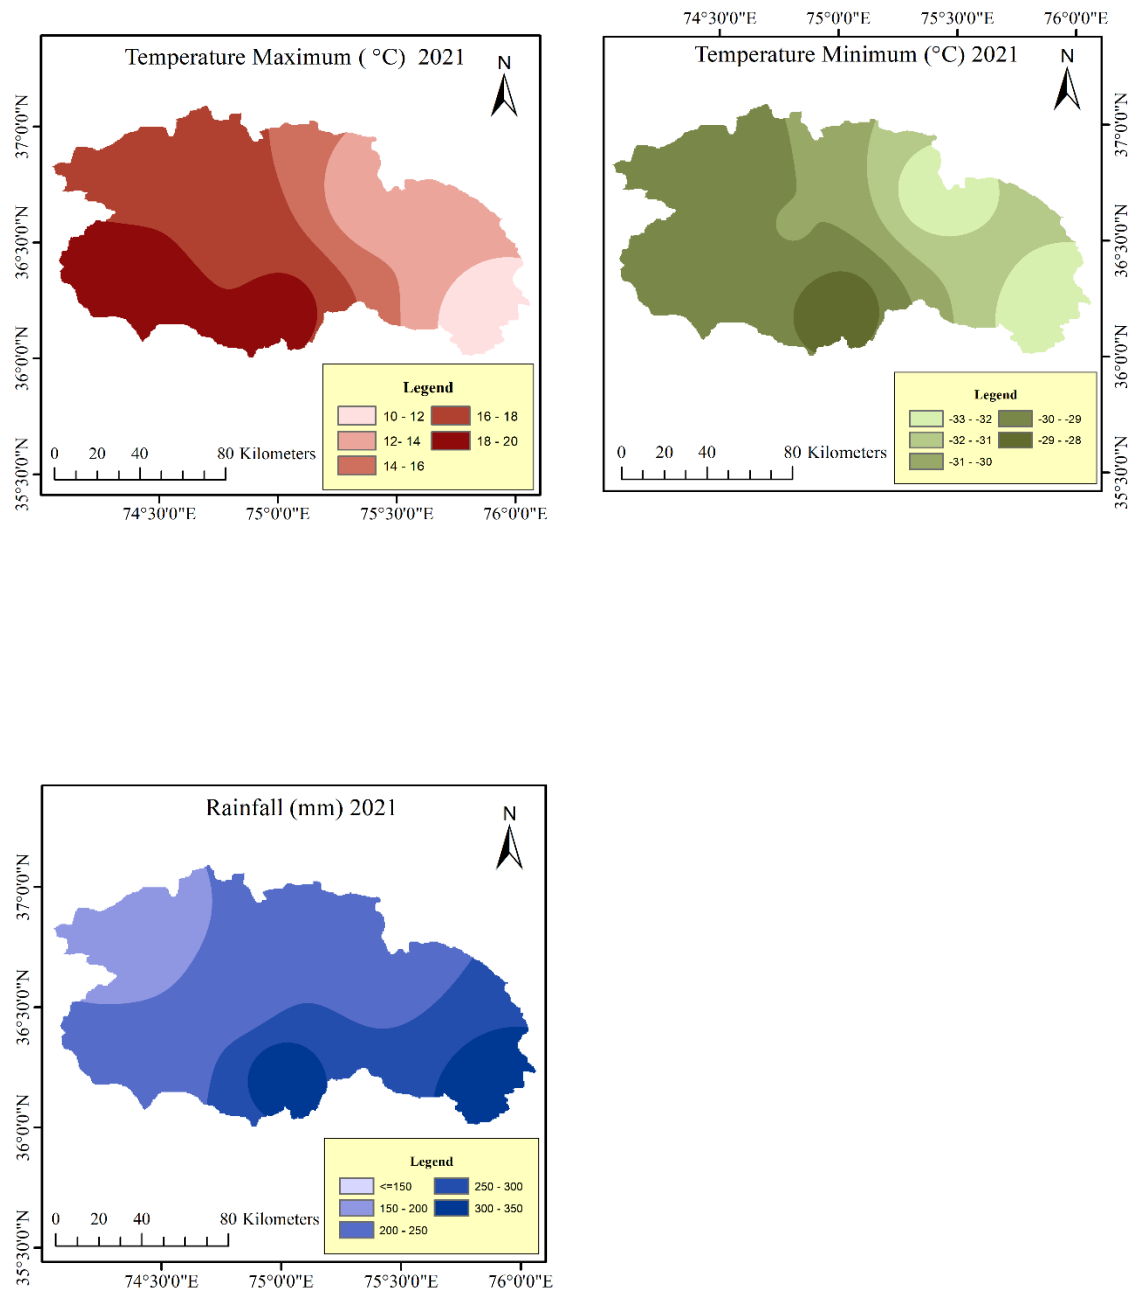 Temperature Maximum ( °C)  2021
N
37°0'0"N
36°30'0"N
36°0'0"N
35°30'0"N
Legend
10 - 12
16 - 18
12- 14
18 - 20
14 - 16
0 20 40 80 Kilometers
74°30'0"E 75°0'0"E 75°30'0"E 76°0'0"E
74°30'0"E 75°0'0"E 75°30'0"E 76°0'0"E
Temperature Minimum (°C) 2021
N
37°0'0"N
36°30'0"N
36°0'0"N
35°30'0"N
Legend
-33 - -32
-30 - -29
-32 - -31
-29 - -28
-31 - -30
0 20 40 80 Kilometers
Rainfall (mm) 2021
N
37°0'0"N
36°30'0"N
36°0'0"N
35°30'0"N
Legend
<=150
250 - 300
150 - 200
300 - 350
200 - 250
0 20 40 80 Kilometers
74°30'0"E 75°0'0"E 75°30'0"E 76°0'0"E